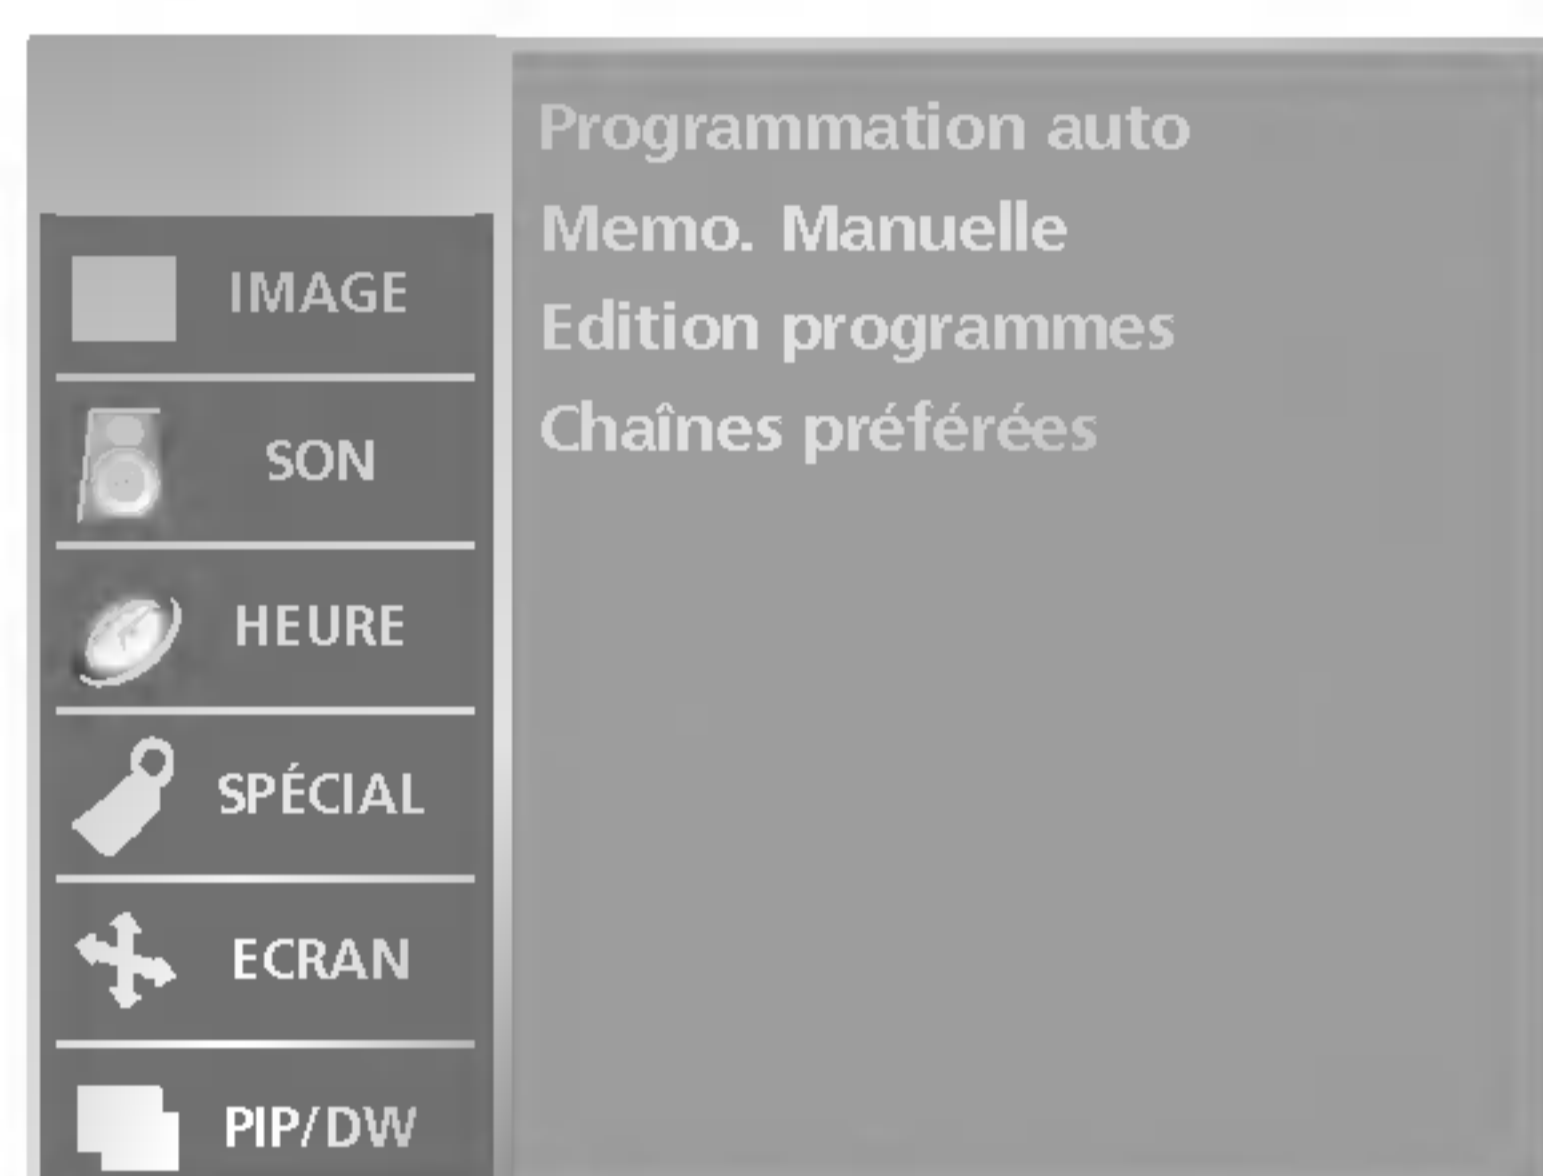 IMAGE
SON
HEURE
SPÉCIAL
ECRAN
PIP/DW
Programmation auto
Memo. Manuelle
Edition programmes
Chaînes préférées